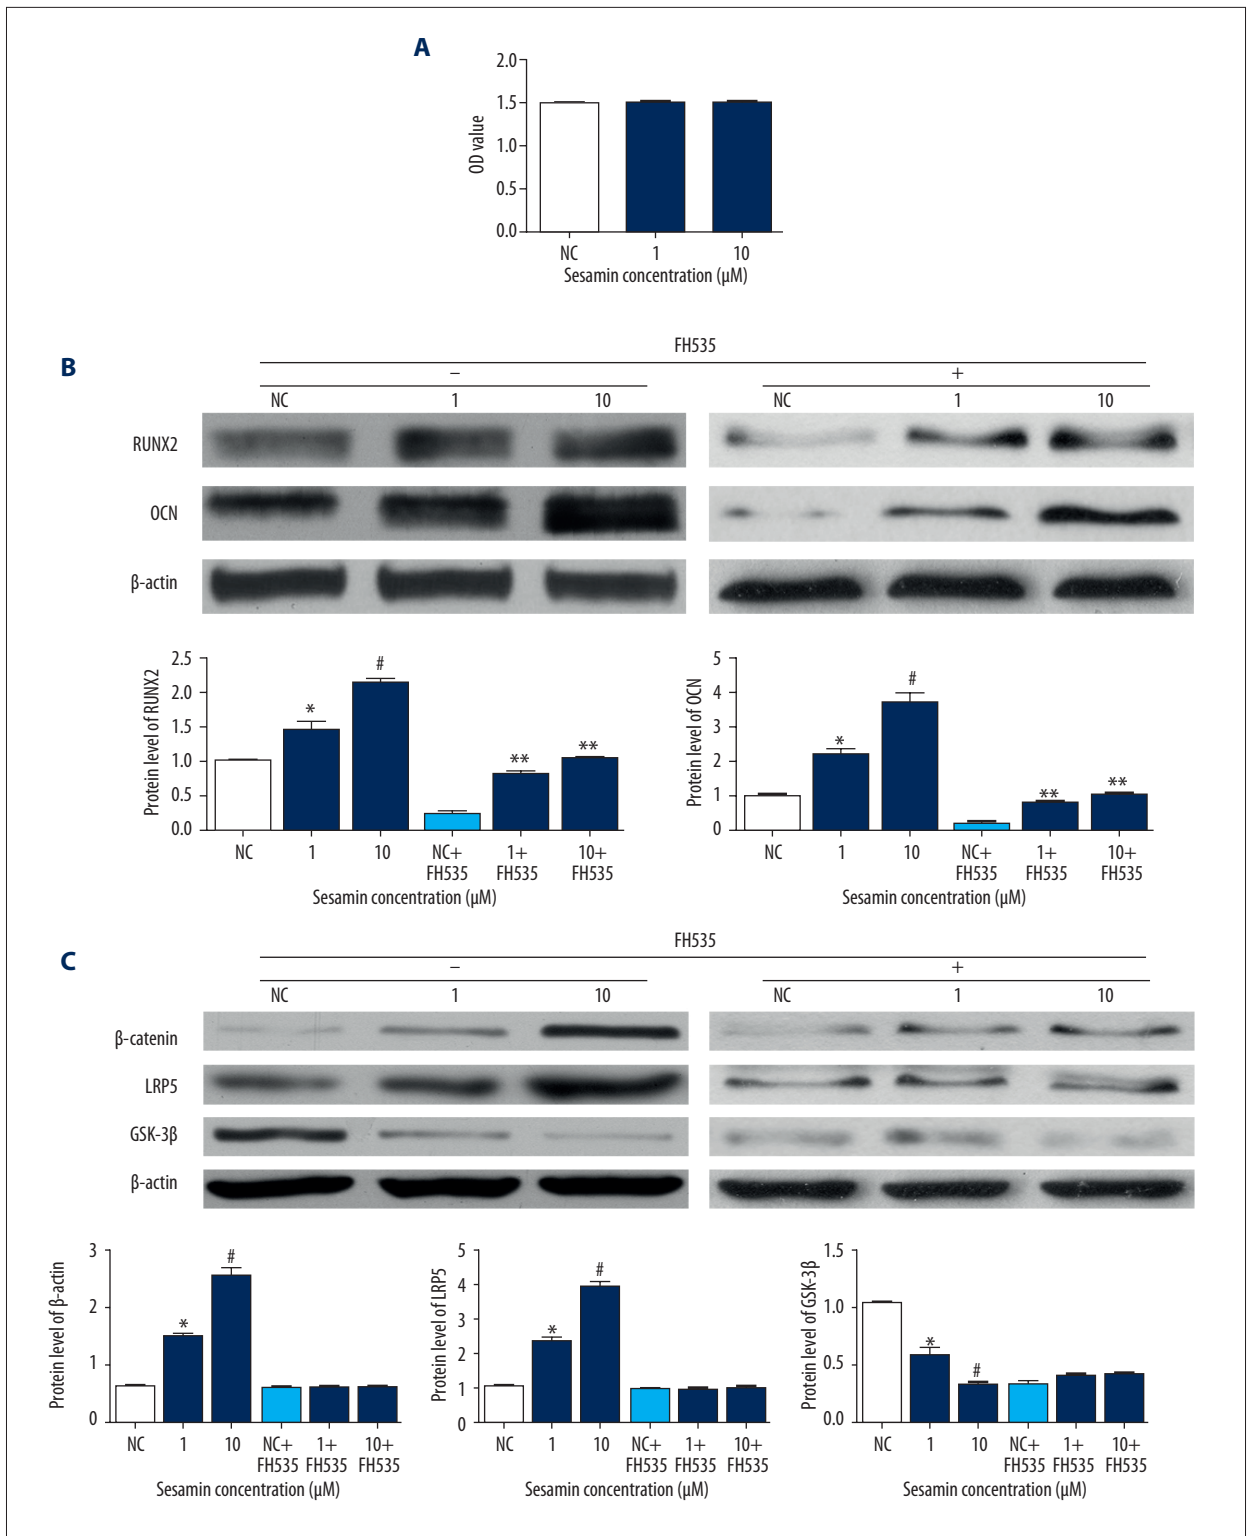 A
2.0
1.5
1.0
0.5
0.0
OD value
NC 1 10
Sesamin concentration (µM)
B
FH535
– +
NC 1 10 NC 1 10
RUNX2
OCN
β-actin
2.5
2.0
1.5
1.0
0.5
0.0
Protein level of RUNX2
* # ** **
NC 1 10 NC+ 1+ 10+
FH535 FH535 FH535
Sesamin concentration (µM)
5
4
3
2
1
0
Protein level of OCN
* # ** **
NC 1 10 NC+ 1+ 10+
FH535 FH535 FH535
Sesamin concentration (µM)
C
FH535
– +
NC 1 10 NC 1 10
β-catenin
LRP5
GSK-3β
β-actin
3
2
1
0
Protein level of β-actin
* #
NC 1 10 NC+ 1+ 10+
FH535 FH535 FH535
Sesamin concentration (µM)
5
4
3
2
1
0
Protein level of LRP5
* #
NC 1 10 NC+ 1+ 10+
FH535 FH535 FH535
Sesamin concentration (µM)
1.5
1.0
0.5
0.0
Protein level of GSK-3β
* #
NC 1 10 NC+ 1+ 10+
FH535 FH535 FH535
Sesamin concentration (µM)